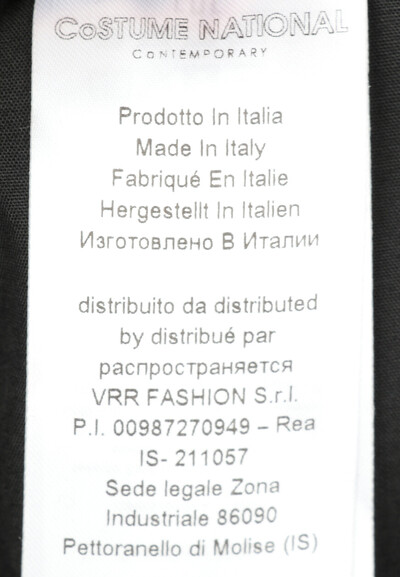 CoSTUME NATIONAL
CoNTEMPORARY
Prodotto In Italia
Made In Italy
Fabriqué En Italie
Hergestellt In Italien
Изготовлено В Италии
distribuito da distributed
by distribué par
распространяется
VRR FASHION S.r.l.
P.I. 00987270949 – Rea
IS- 211057
Sede legale Zona
Industriale 86090
Pettoranello di Molise (IS)